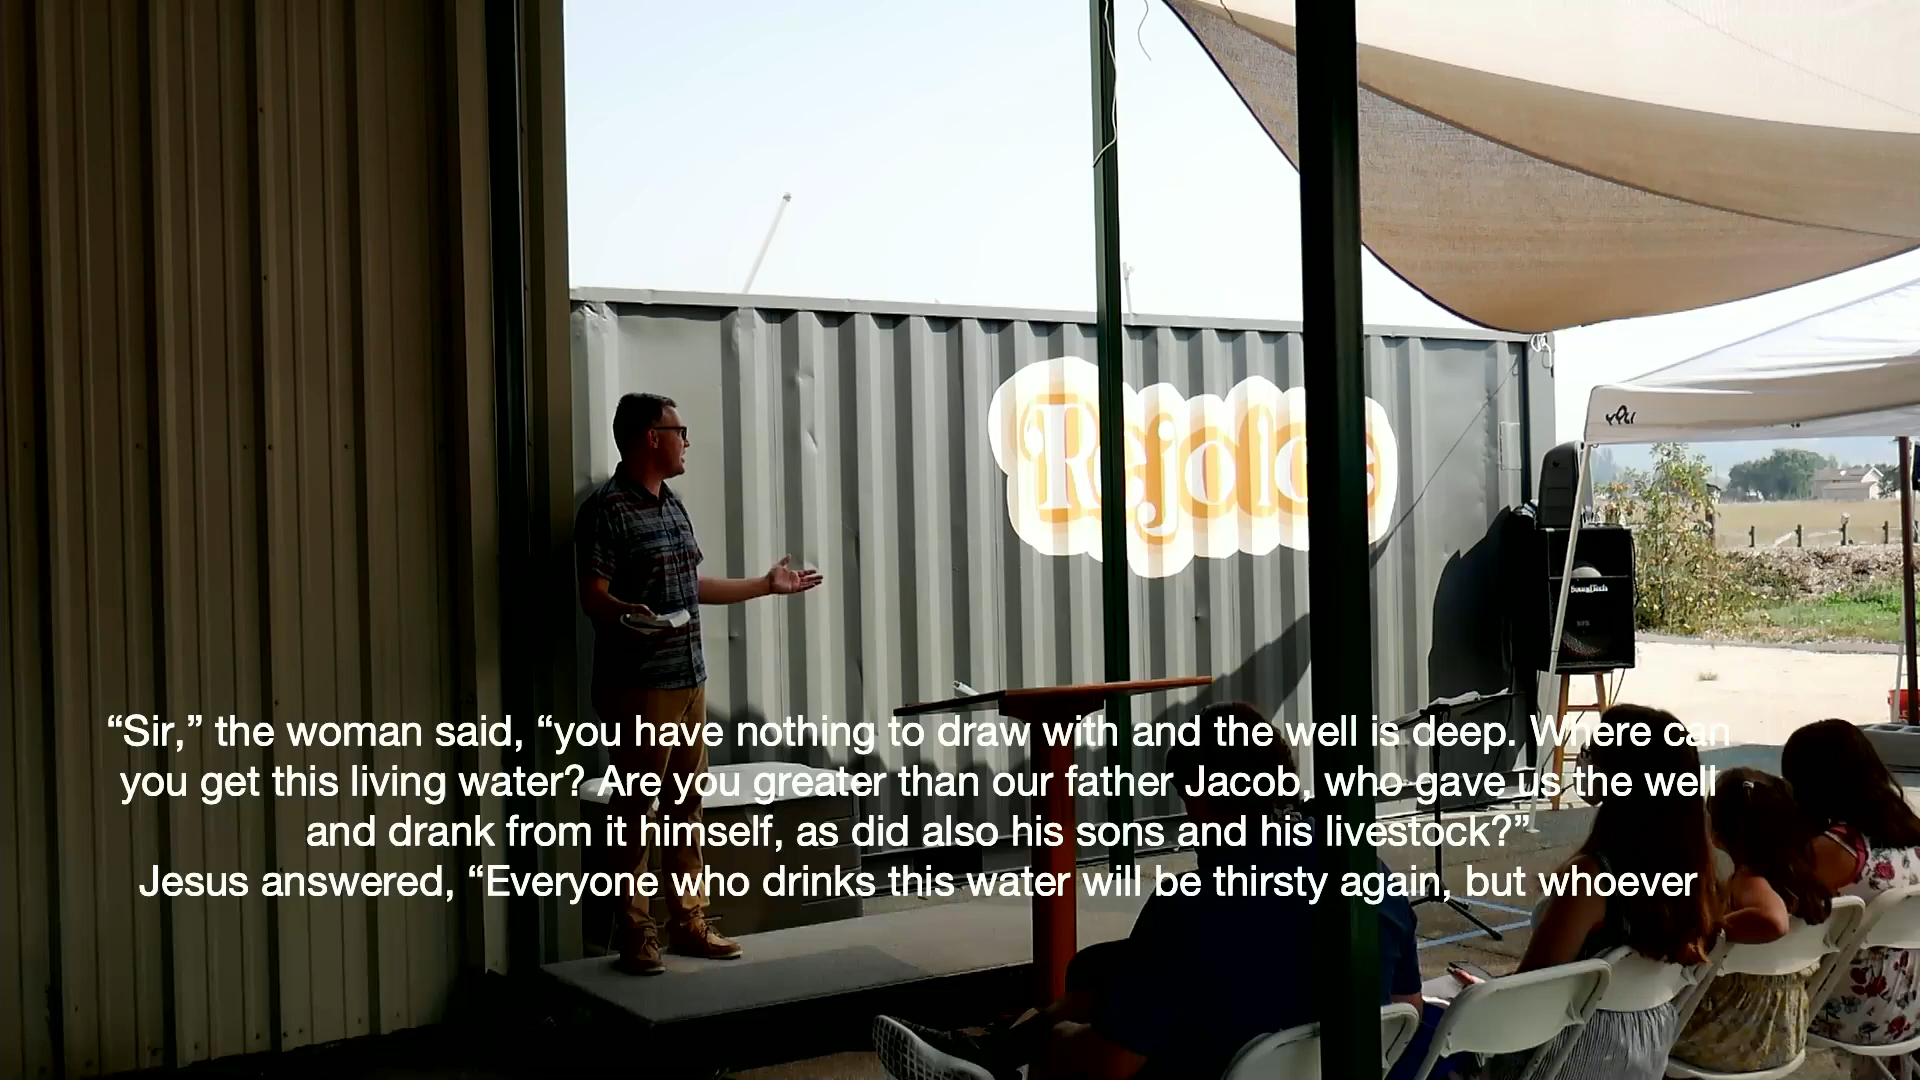 Rejoice
SoundTech
“Sir,” the woman said, “you have nothing to draw with and the well is deep. Where can
you get this living water? Are you greater than our father Jacob, who gave us the well
and drank from it himself, as did also his sons and his livestock?”
Jesus answered, “Everyone who drinks this water will be thirsty again, but whoever